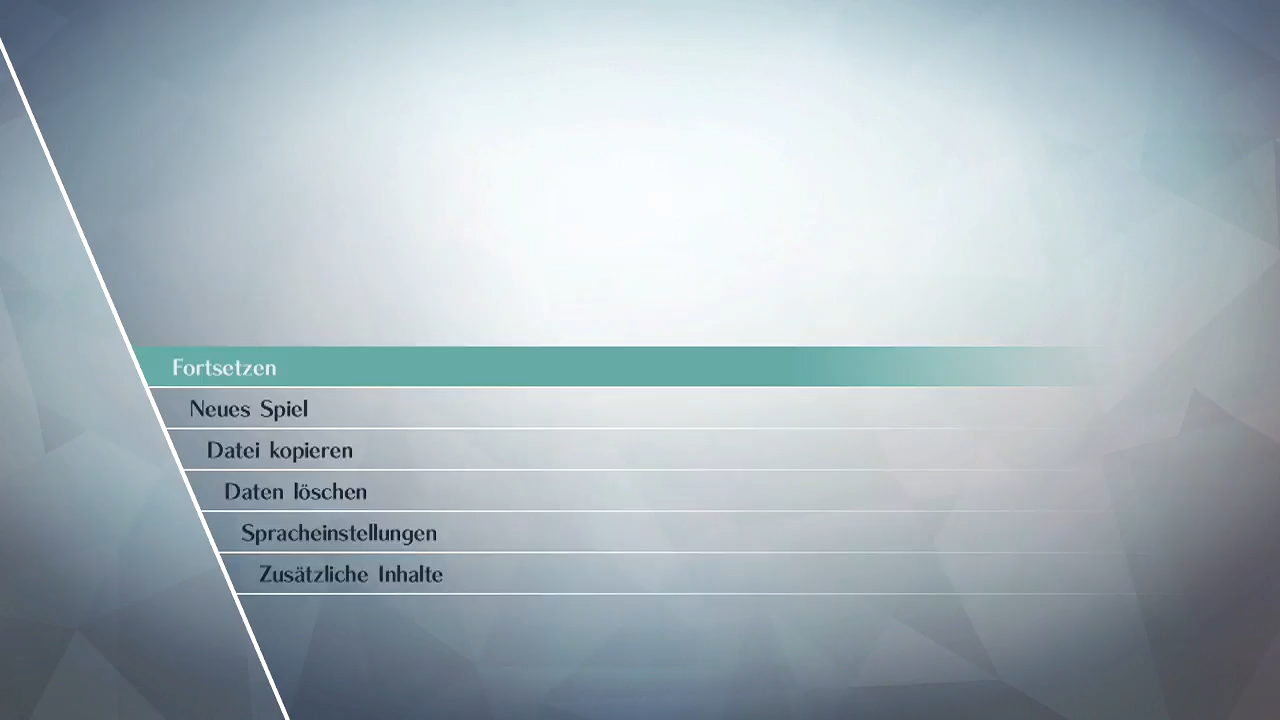 Fortsetzen
Neues Spiel
Datei kopieren
Daten löschen
Spracheinstellungen
Zusätzliche Inhalte